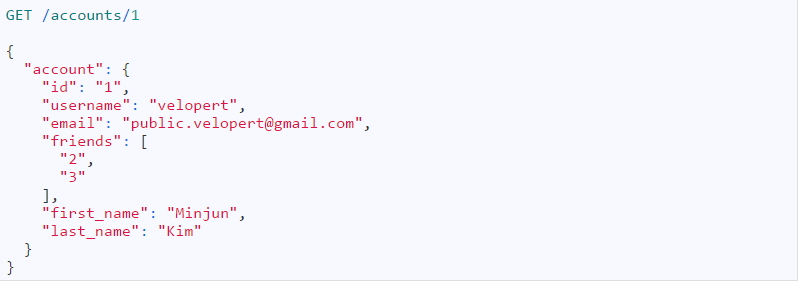 GET /accounts/1

{
  "account": {
    "id": "1",
    "username": "velopert",
    "email": "public.velopert@gmail.com",
    "friends": [
      "2",
      "3"
    ],
    "first_name": "Minjun",
    "last_name": "Kim"
  }
}